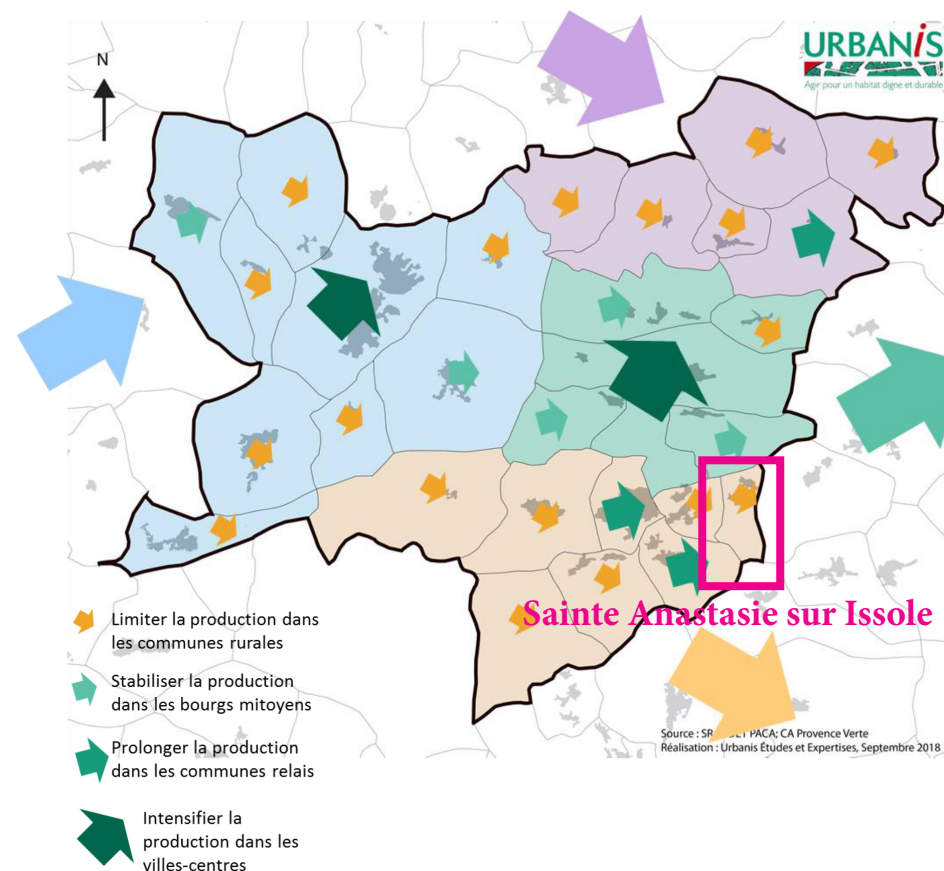 URBANiS
Agir pour un habitat digne et durable
N
Sainte Anastasie sur Issole
Limiter la production dans
les communes rurales
Stabiliser la production
dans les bourgs mitoyens
Prolonger la production
dans les communes relais
Intensifier la
production dans les
villes-centres
Source : SR PACA; CA Provence Verte
Réalisation : Urbanis Études et Expertises, Septembre 2018